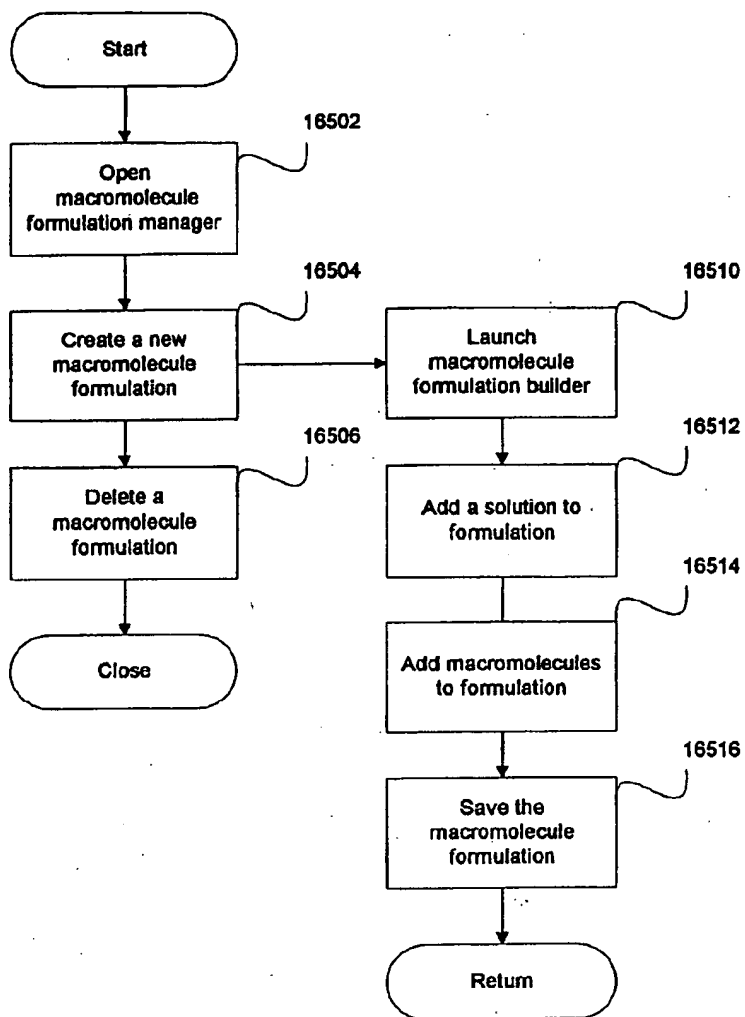 Start
16502
Open
macromolecule
formulation manager
16504
Create a new
macromolecule
formulation
16506
Delete a
macromolecule
formulation
Close
16510
Launch
macromolecule
formulation builder
16512
Add a solution to
formulation
16514
Add macromolecules
to formulation
16516
Save the
macromolecule
formulation
Return